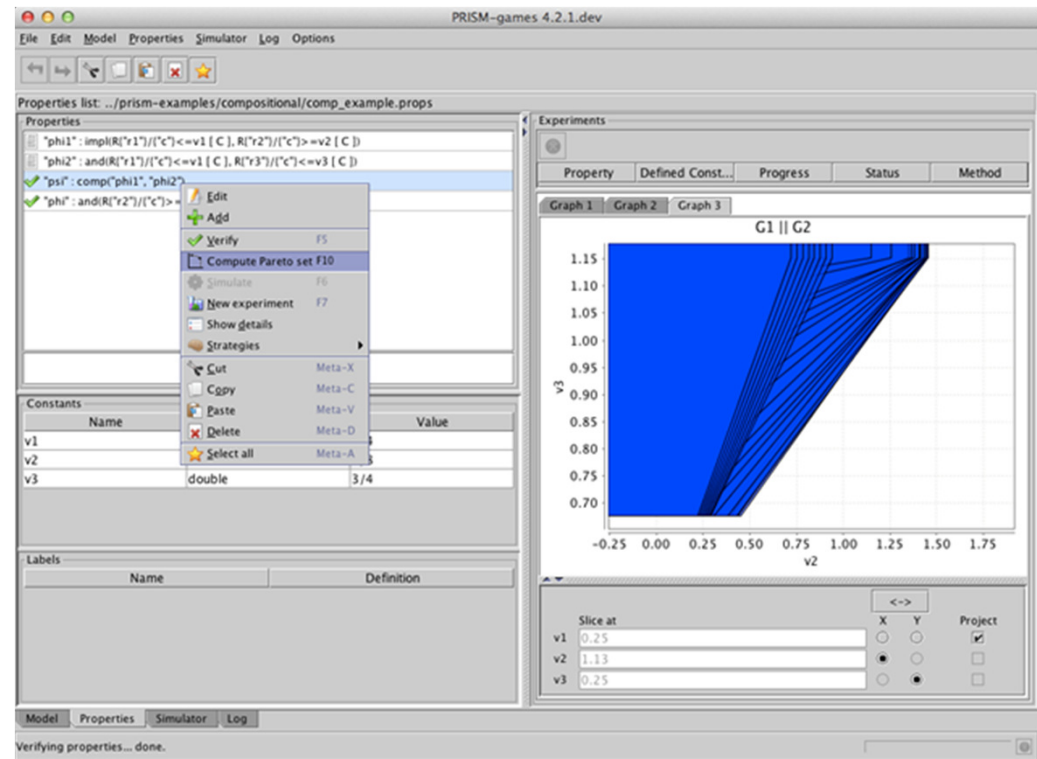 PRISM-games 4.2.1.dev
File Edit Model Properties Simulator Log Options
Properties list: ../prism-examples/compositional/comp_example.props
Properties
"phi1" : impl(R{"r1"}/{"c"}<=v1 [ C ], R{"r2"}/{"c"}>=v2 [ C ])
"phi2" : and(R{"r1"}/{"c"}<=v1 [ C ], R{"r3"}/{"c"}<=v3 [ C ])
"psi" : comp("phi1", "phi2")
"phi" : and(R{"r2"}/{"c"}>=
Edit
Add
Verify F5
Compute Pareto set F10
Simulate F6
New experiment F7
Show details
Strategies
Cut Meta-X
Copy Meta-C
Paste Meta-V
Delete Meta-D
Select all Meta-A
Constants
Name Value
v1
v2
v3 double 3/4
Labels
Name Definition
Experiments
Property Defined Const... Progress Status Method
Graph 1 Graph 2 Graph 3
G1 || G2
1.15
1.10
1.05
1.00
0.95
0.90
0.85
0.80
0.75
0.70
v3
-0.25 0.00 0.25 0.50 0.75 1.00 1.25 1.50 1.75
v2
<->
Slice at X Y Project
v1 0.25
v2 1.13
v3 0.25
Model Properties Simulator Log
Verifying properties... done.